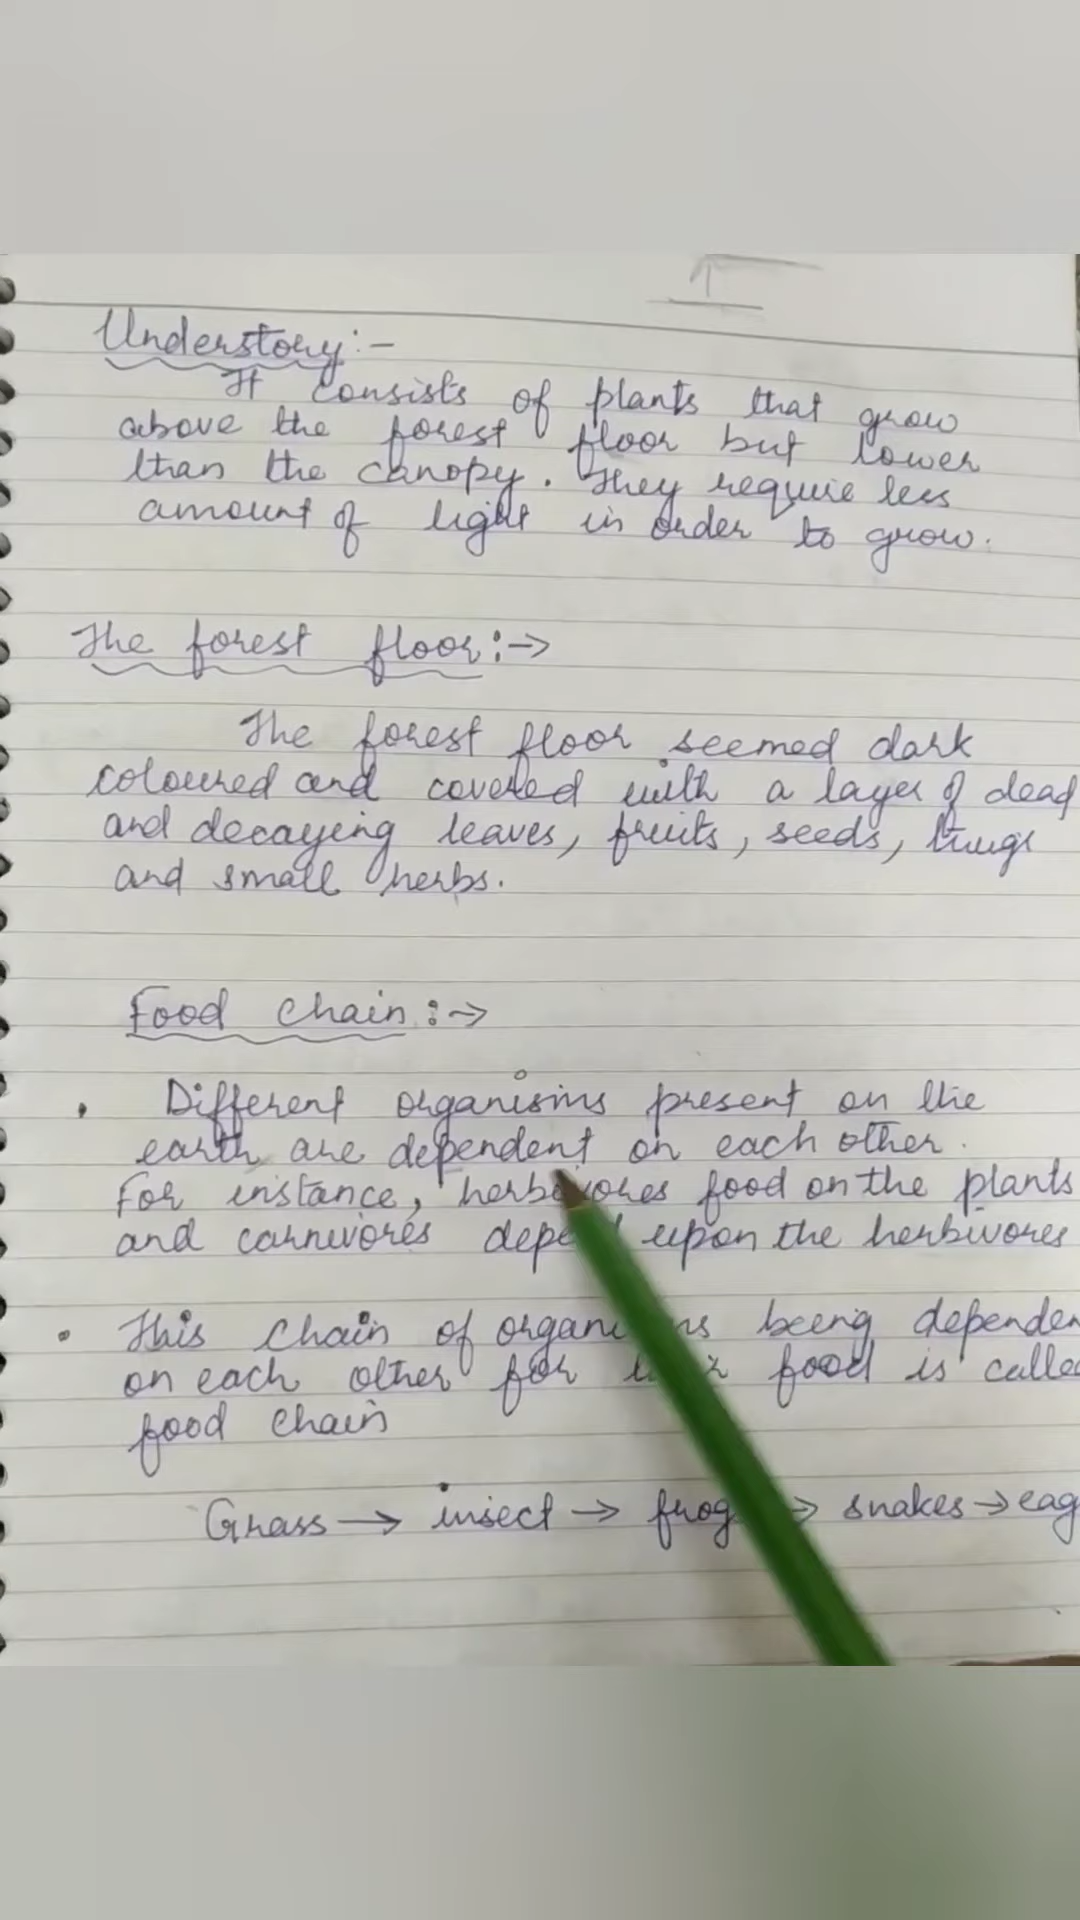 Understory:-
It consists of plants that grow
above the forest floor but lower
than the canopy. They require less
amount of light in order to grow.
The forest floor:->
The forest floor seemed dark
coloured and covered with a layer of dead
and decaying leaves, fruits, seeds, twigs
and small herbs.
Food chain:->
• Different organisms present on the
earth are dependent on each other.
For instance, herbivores food on the plants
and carnivores depend upon the herbivores
• This chain of organisms being dependen
on each other for food is calle
food chain
Grass → insect → frog → snakes → eag